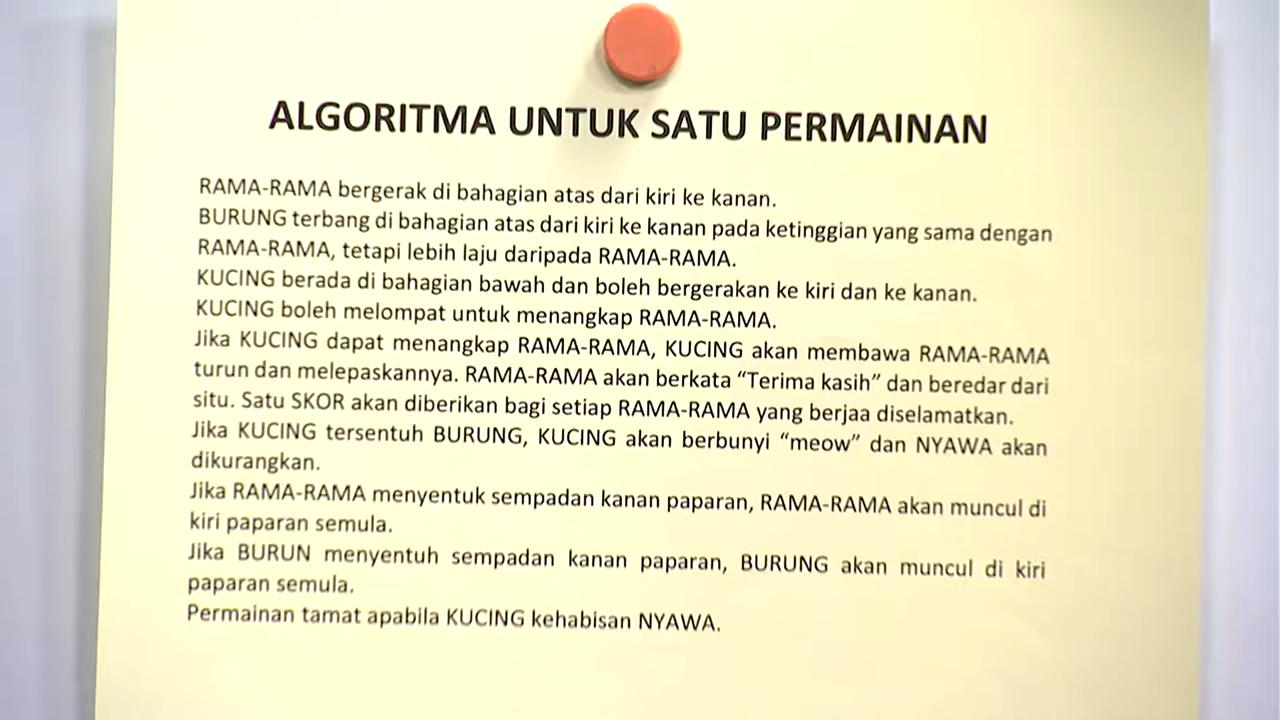 ALGORITMA UNTUK SATU PERMAINAN
RAMA-RAMA bergerak di bahagian atas dari kiri ke kanan.
BURUNG terbang di bahagian atas dari kiri ke kanan pada ketinggian yang sama dengan
RAMA-RAMA, tetapi lebih laju daripada RAMA-RAMA.
KUCING berada di bahagian bawah dan boleh bergerakan ke kiri dan ke kanan.
KUCING boleh melompat untuk menangkap RAMA-RAMA.
Jika KUCING dapat menangkap RAMA-RAMA, KUCING akan membawa RAMA-RAMA
turun dan melepaskannya. RAMA-RAMA akan berkata “Terima kasih” dan beredar dari
situ. Satu SKOR akan diberikan bagi setiap RAMA-RAMA yang berjaa diselamatkan.
Jika KUCING tersentuh BURUNG, KUCING akan berbunyi “meow” dan NYAWA akan
dikurangkan.
Jika RAMA-RAMA menyentuk sempadan kanan paparan, RAMA-RAMA akan muncul di
kiri paparan semula.
Jika BURUN menyentuh sempadan kanan paparan, BURUNG akan muncul di kiri
paparan semula.
Permainan tamat apabila KUCING kehabisan NYAWA.